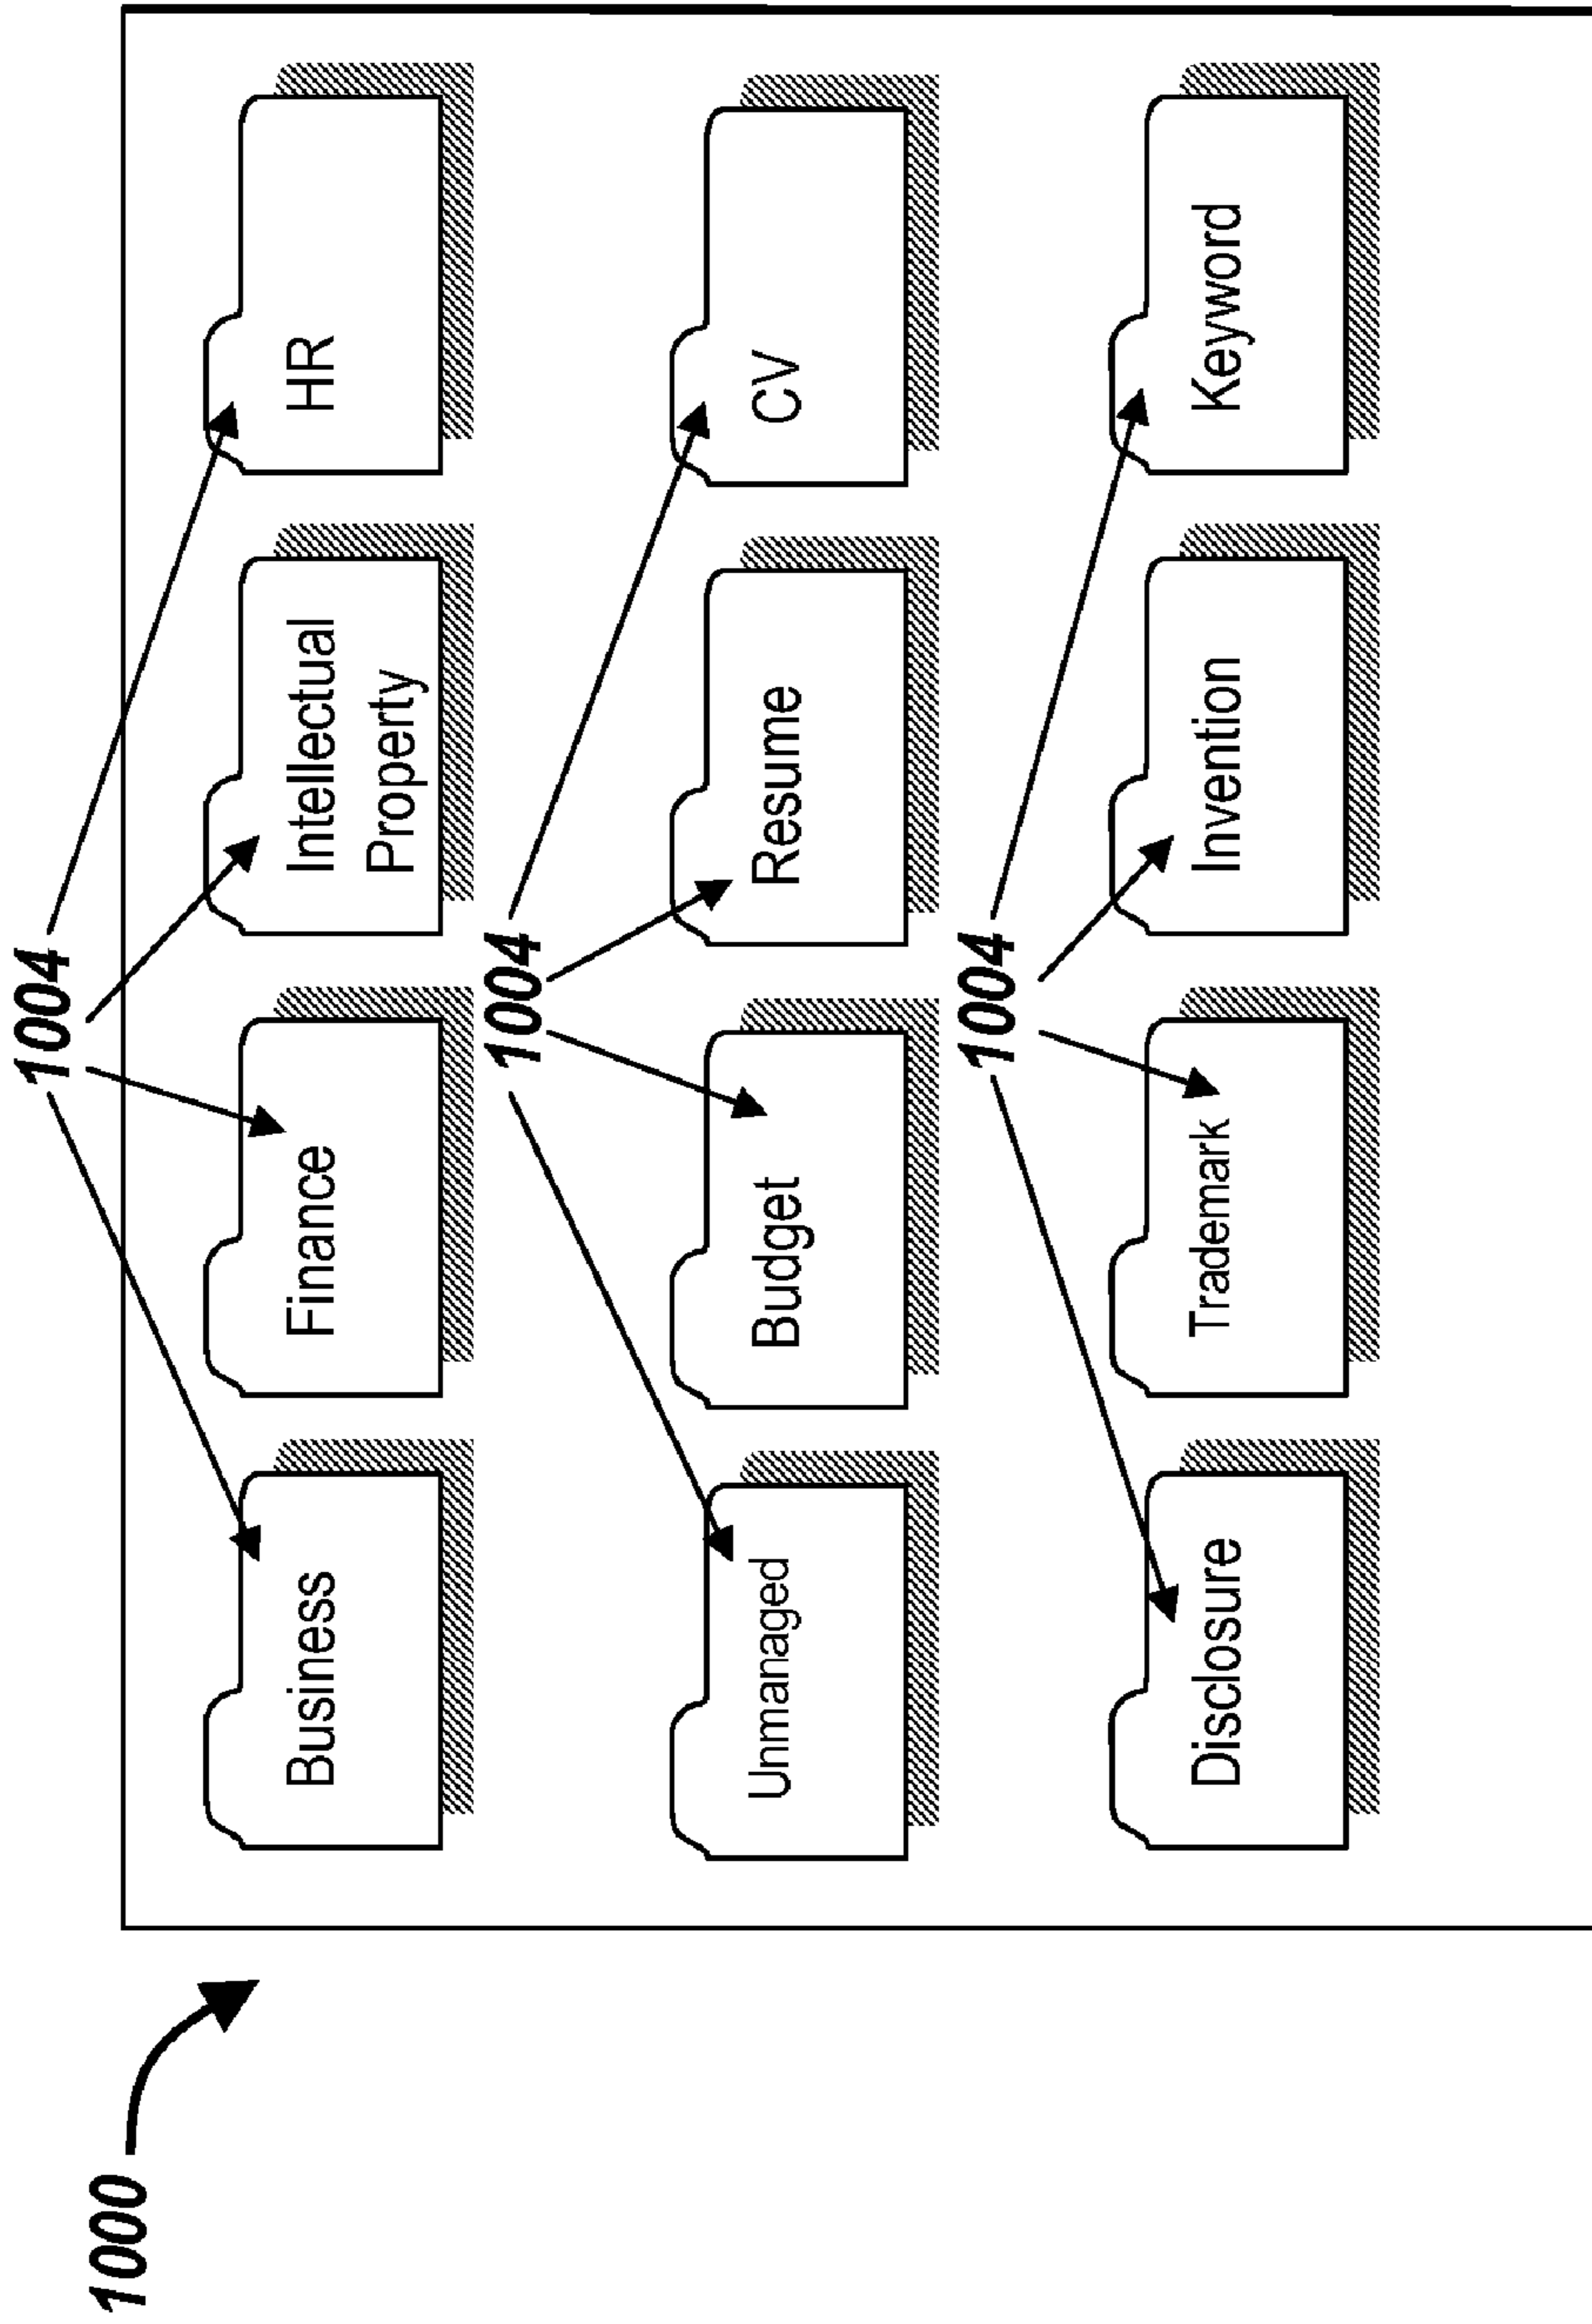 1000
1004
Business
Finance
Intellectual
Property
HR
1004
Unmanaged
Budget
Resume
CV
1004
Disclosure
Trademark
Invention
Keyword